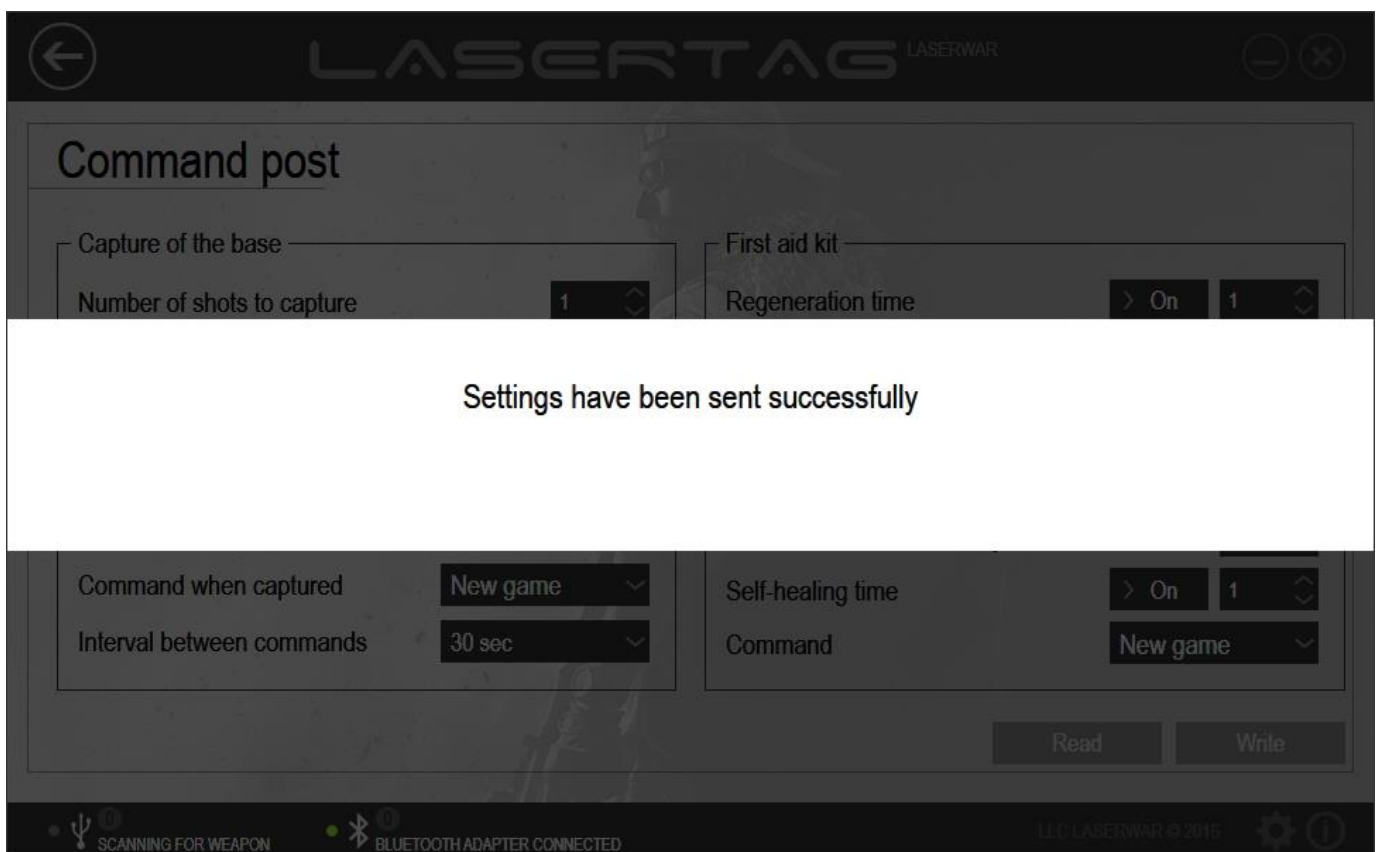 LASERTAG LASERWAR
Command post
Capture of the base
First aid kit
Number of shots to capture 1
Regeneration time > On 1
Settings have been sent successfully
Command when captured New game
Self-healing time > On 1
Interval between commands 30 sec
Command New game
Read Write
0 0
SCANNING FOR WEAPON BLUETOOTH ADAPTER CONNECTED LLC LASERWAR © 2015